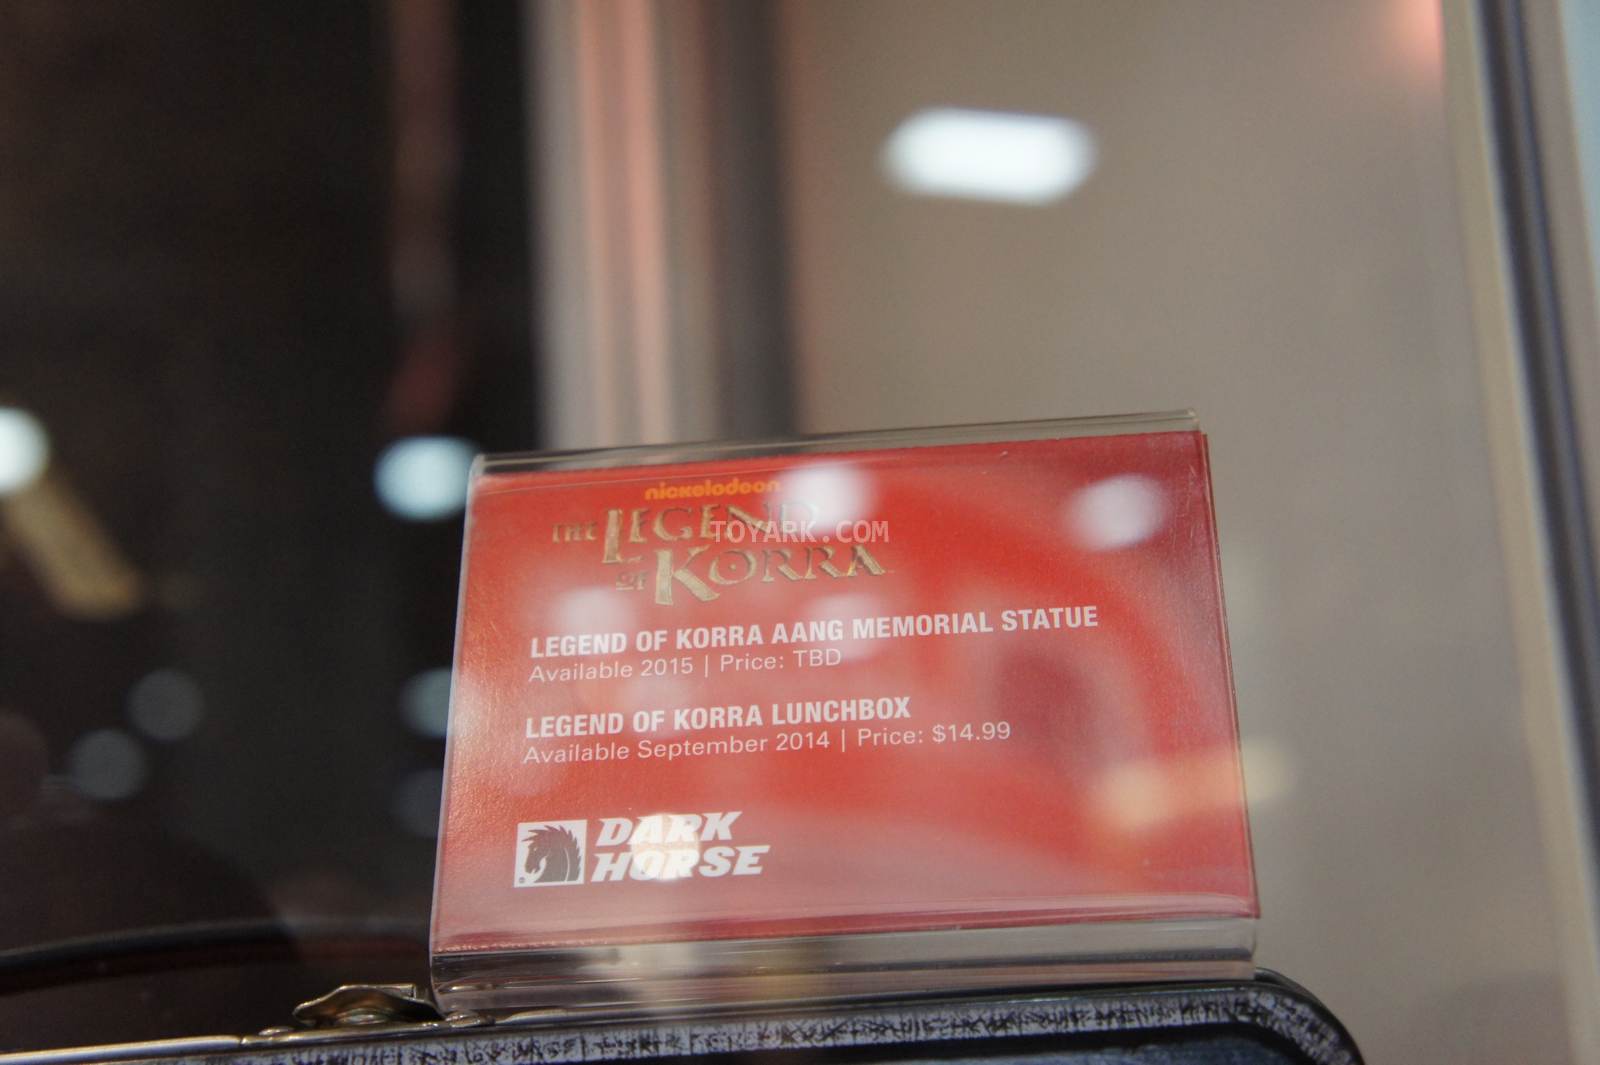 nickelodeon
THE LEGEND
OF KORRA
TOYARK.COM
LEGEND OF KORRA AANG MEMORIAL STATUE
Available 2015 | Price: TBD
LEGEND OF KORRA LUNCHBOX
Available September 2014 | Price: $14.99
DARK
HORSE